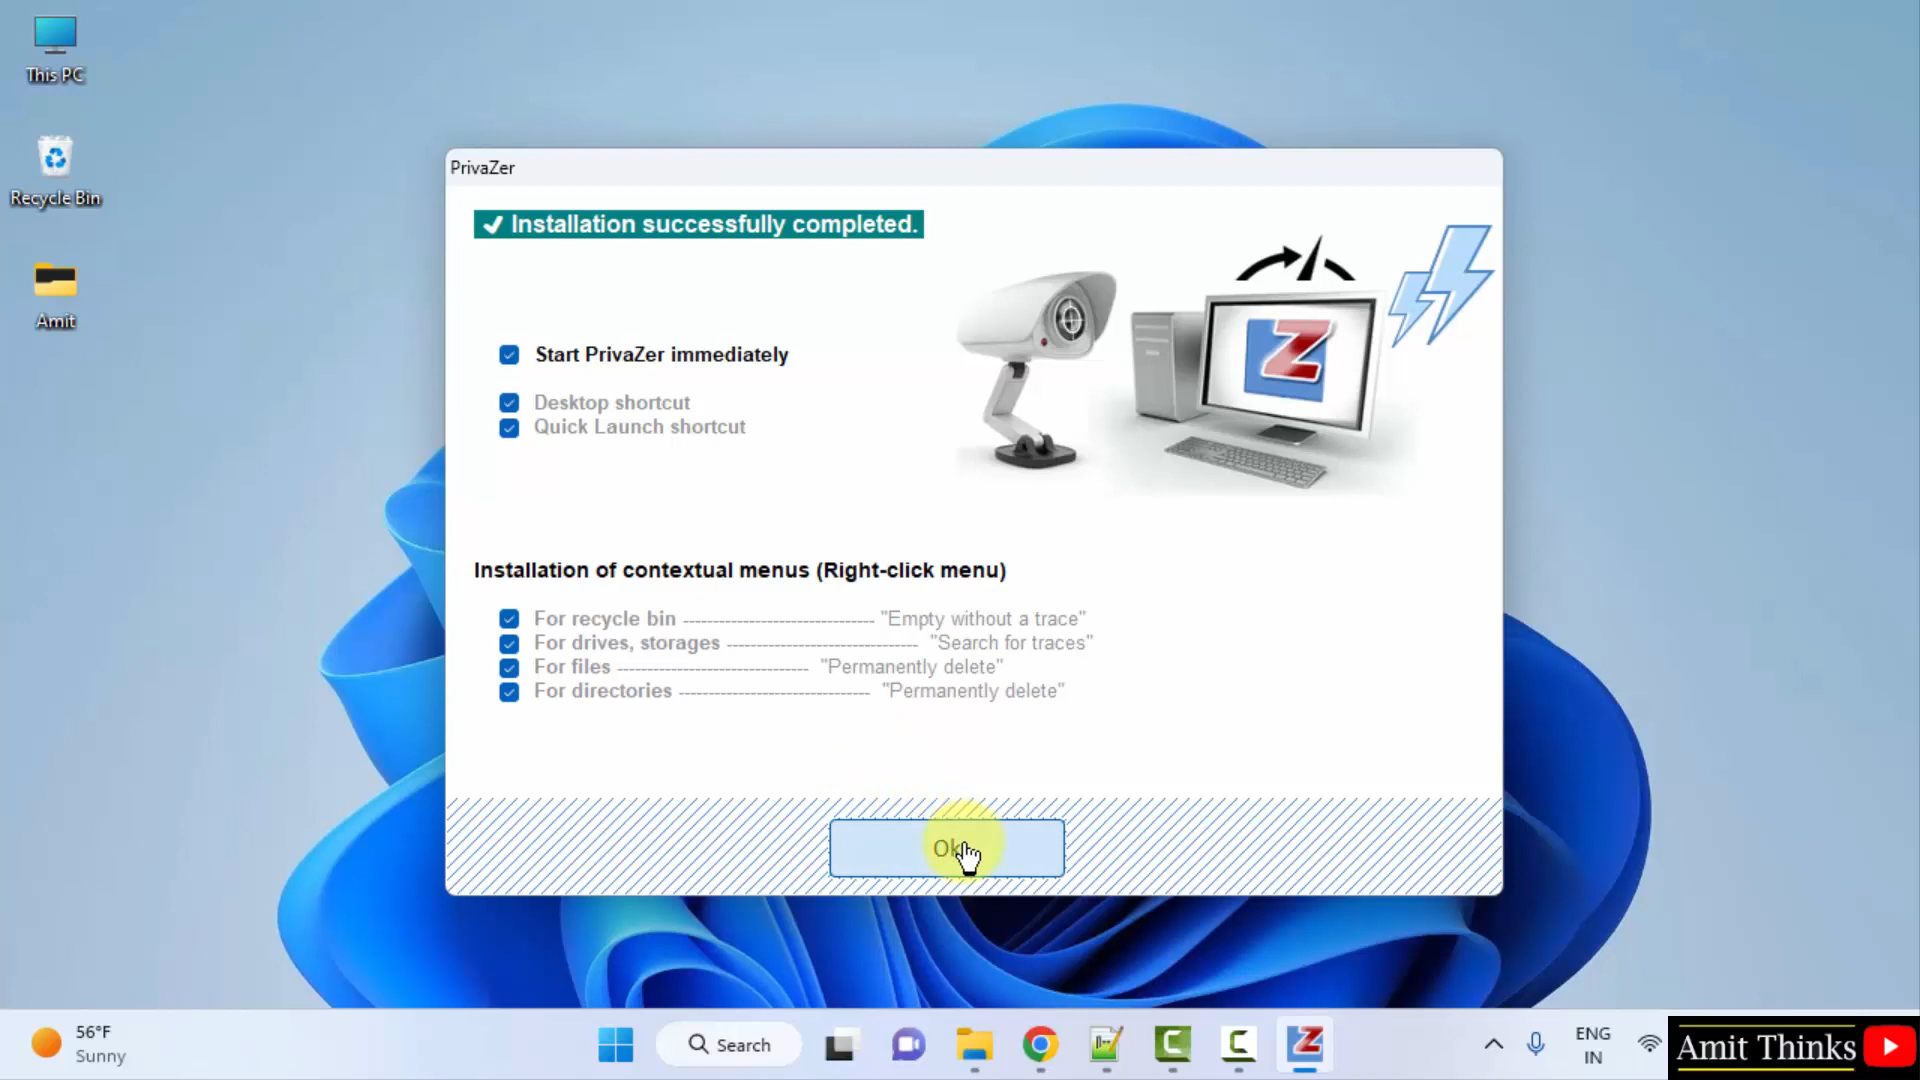 This PC
Recycle Bin
Amit
PrivaZer
✔ Installation successfully completed.
Start PrivaZer immediately
Desktop shortcut
Quick Launch shortcut
Z
Installation of contextual menus (Right-click menu)
For recycle bin -------------------------------- "Empty without a trace"
For drives, storages -------------------------------- "Search for traces"
For files -------------------------------- "Permanently delete"
For directories -------------------------------- "Permanently delete"
Ok
56°F
Sunny
Search
ENG
IN
Amit Thinks